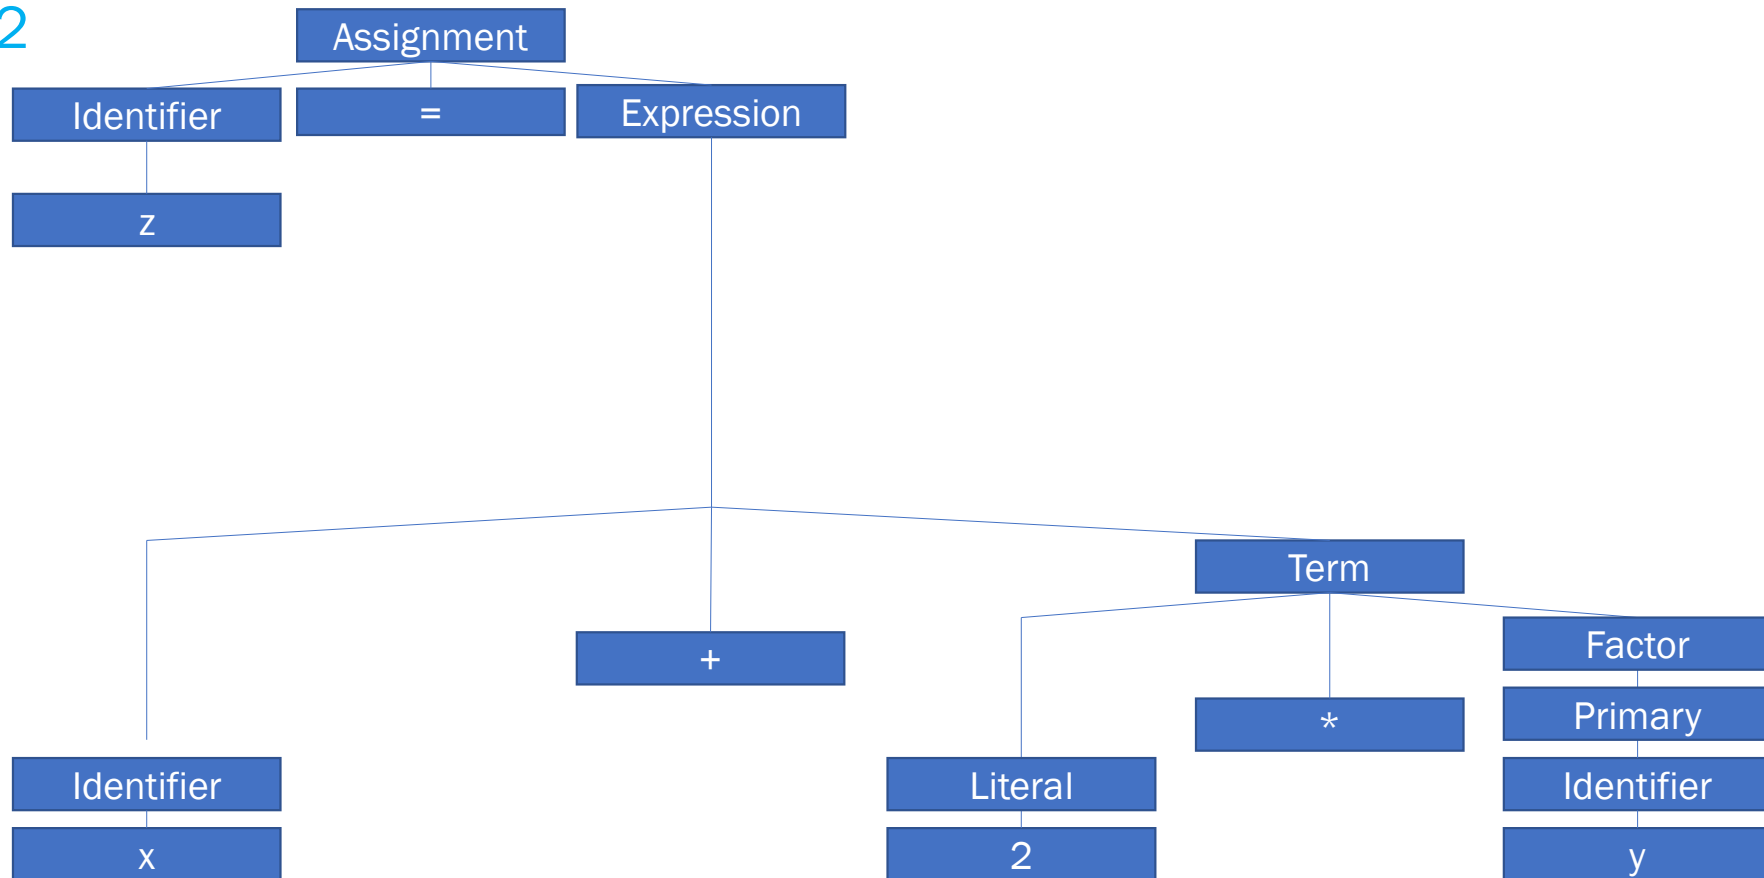 2
Assignment
Identifier
=
Expression
z
Term
+
Factor
*
Primary
Identifier
Literal
Identifier
x
2
y